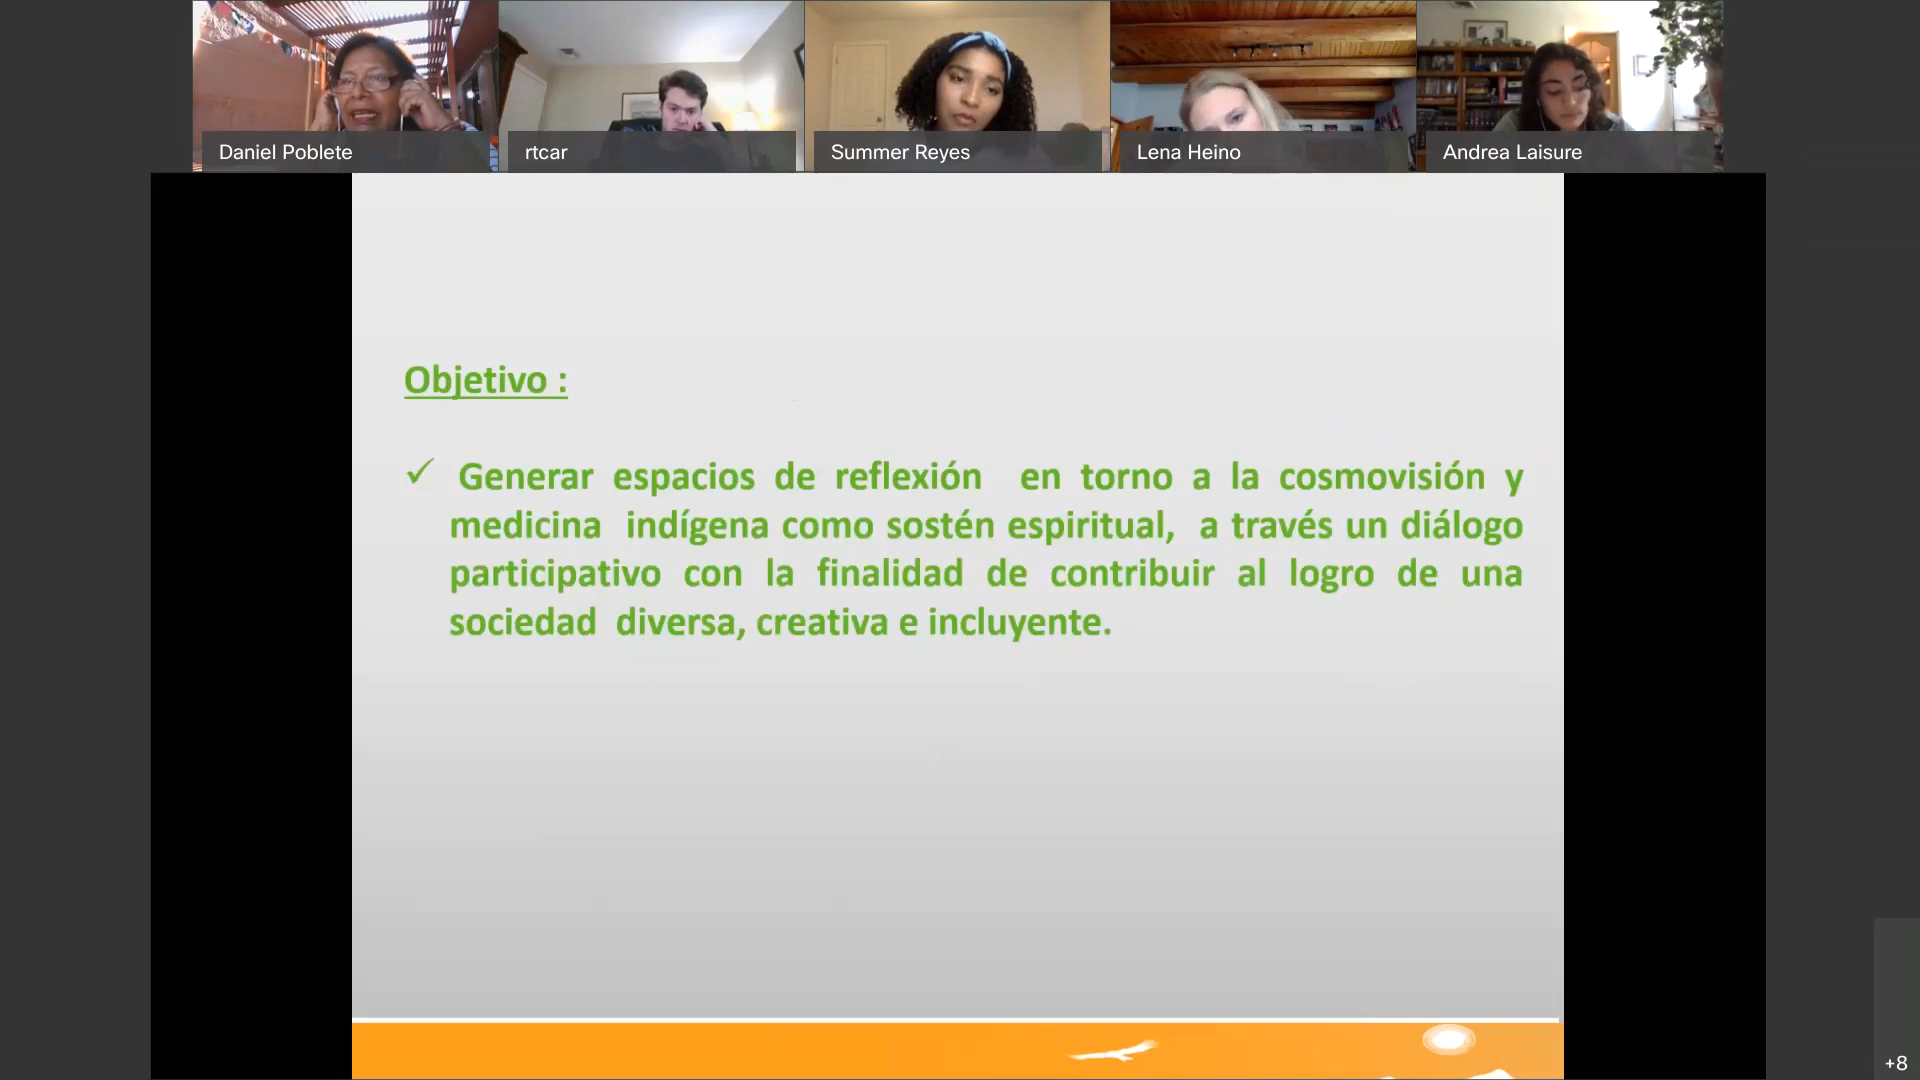 Daniel Poblete
rtcar
Summer Reyes
Lena Heino
Andrea Laisure
Objetivo :
✓ Generar espacios de reflexión en torno a la cosmovisión y
medicina indígena como sostén espiritual, a través un diálogo
participativo con la finalidad de contribuir al logro de una
sociedad diversa, creativa e incluyente.
+8